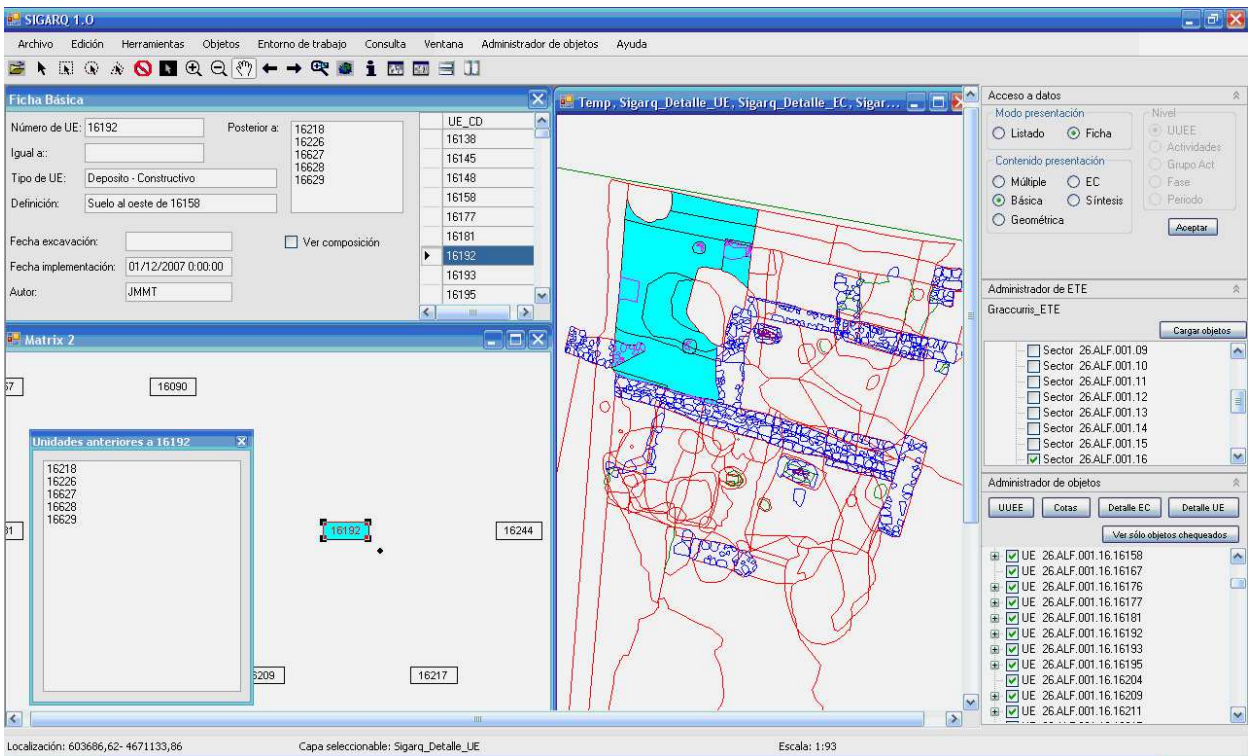 SIGARQ 1.0
Archivo Edición Herramientas Objetos Entorno de trabajo Consulta Ventana Administrador de objetos Ayuda
Ficha Básica
Número de UE: 16192
Igual a::
Tipo de UE: Deposito - Constructivo
Definición: Suelo al oeste de 16158
Fecha excavación:
Fecha implementación: 01/12/2007 0:00:00
Autor: JMMT
Posterior a:
16218
16226
16627
16628
16629
Ver composición
UE_CD
16138
16145
16148
16158
16177
16181
16192
16193
16195
Matrix 2
16090
Unidades anteriores a 16192
16218
16226
16627
16628
16629
16192
16244
16217
Temp, Sigarq_Detalle_UE, Sigarq_Detalle_EC, Sigar...
Acceso a datos
Modo presentación
Listado Ficha
Contenido presentación
Múltiple EC
Básica Síntesis
Geométrica
Nivel
UUEE
Actividades
Grupo Act
Fase
Periodo
Aceptar
Administrador de ETE
Graccurris_ETE
Cargar objetos
Sector 26.ALF.001.09
Sector 26.ALF.001.10
Sector 26.ALF.001.11
Sector 26.ALF.001.12
Sector 26.ALF.001.13
Sector 26.ALF.001.14
Sector 26.ALF.001.15
Sector 26.ALF.001.16
Administrador de objetos
UUEE Cotas Detalle EC Detalle UE
Ver sólo objetos chequeados
UE 26.ALF.001.16.16158
UE 26.ALF.001.16.16167
UE 26.ALF.001.16.16176
UE 26.ALF.001.16.16177
UE 26.ALF.001.16.16181
UE 26.ALF.001.16.16192
UE 26.ALF.001.16.16193
UE 26.ALF.001.16.16195
UE 26.ALF.001.16.16204
UE 26.ALF.001.16.16209
UE 26.ALF.001.16.16211
Localización: 603686,62- 4671133,86 Capa seleccionable: Sigarq_Detalle_UE Escala: 1:93